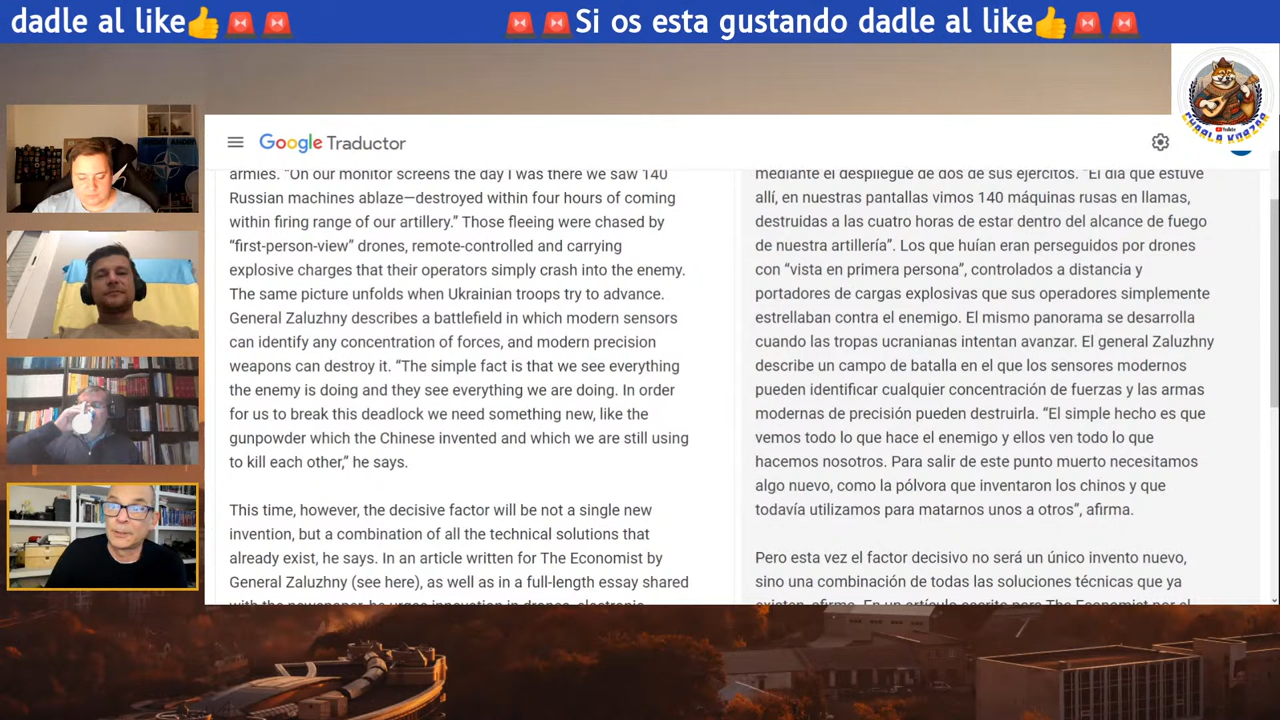 dadle al like👍🚨🚨 🚨🚨Si os esta gustando dadle al like👍🚨🚨
CHARLA KONZAR
YouTube
Google Traductor
armies. “On our monitor screens the day I was there we saw 140
Russian machines ablaze—destroyed within four hours of coming
within firing range of our artillery.” Those fleeing were chased by
“first-person-view” drones, remote-controlled and carrying
explosive charges that their operators simply crash into the enemy.
The same picture unfolds when Ukrainian troops try to advance.
General Zaluzhny describes a battlefield in which modern sensors
can identify any concentration of forces, and modern precision
weapons can destroy it. “The simple fact is that we see everything
the enemy is doing and they see everything we are doing. In order
for us to break this deadlock we need something new, like the
gunpowder which the Chinese invented and which we are still using
to kill each other,” he says.
This time, however, the decisive factor will be not a single new
invention, but a combination of all the technical solutions that
already exist, he says. In an article written for The Economist by
General Zaluzhny (see here), as well as in a full-length essay shared
mediante el despliegue de dos de sus ejércitos. “El día que estuve
allí, en nuestras pantallas vimos 140 máquinas rusas en llamas,
destruidas a las cuatro horas de estar dentro del alcance de fuego
de nuestra artillería”. Los que huían eran perseguidos por drones
con “vista en primera persona”, controlados a distancia y
portadores de cargas explosivas que sus operadores simplemente
estrellaban contra el enemigo. El mismo panorama se desarrolla
cuando las tropas ucranianas intentan avanzar. El general Zaluzhny
describe un campo de batalla en el que los sensores modernos
pueden identificar cualquier concentración de fuerzas y las armas
modernas de precisión pueden destruirla. “El simple hecho es que
vemos todo lo que hace el enemigo y ellos ven todo lo que
hacemos nosotros. Para salir de este punto muerto necesitamos
algo nuevo, como la pólvora que inventaron los chinos y que
todavía utilizamos para matarnos unos a otros”, afirma.
Pero esta vez el factor decisivo no será un único invento nuevo,
sino una combinación de todas las soluciones técnicas que ya